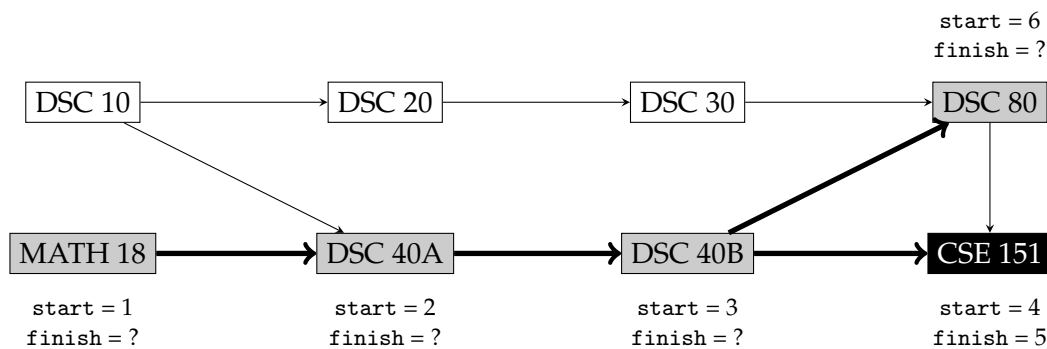 start = 6
finish = ?
DSC 10
DSC 20
DSC 30
DSC 80
MATH 18
DSC 40A
DSC 40B
CSE 151
start = 1
finish = ?
start = 2
finish = ?
start = 3
finish = ?
start = 4
finish = 5